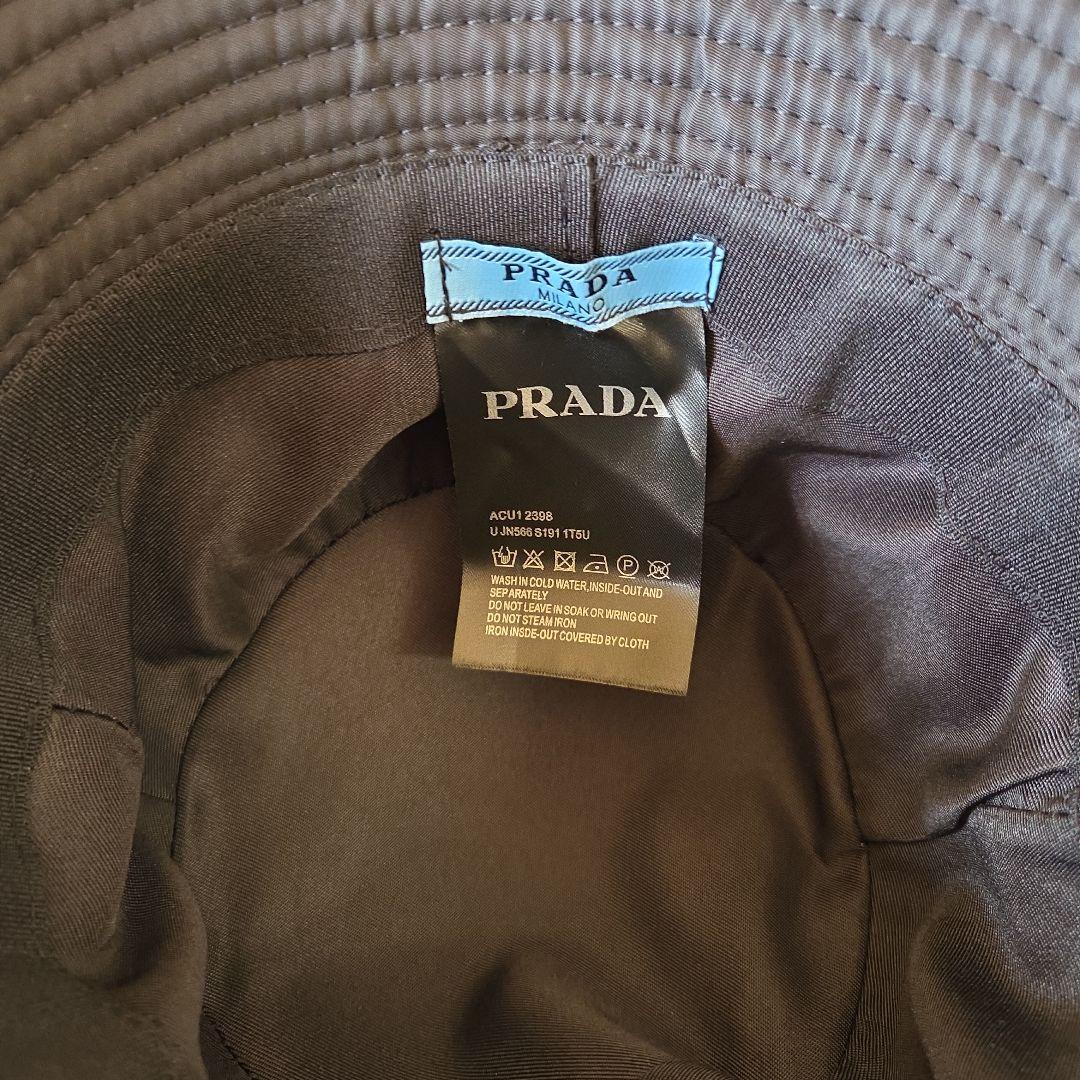 PRADA
MILANO
PRADA
ACU1 2398
UJN566 S191 1T5U
P
WASH IN COLD WATER,INSIDE-OUT AND
SEPARATELY
DO NOT LEAVE IN SOAK OR WRING OUT
DO NOT STEAM IRON
IRON INSDE-OUT COVERED BY CLOTH